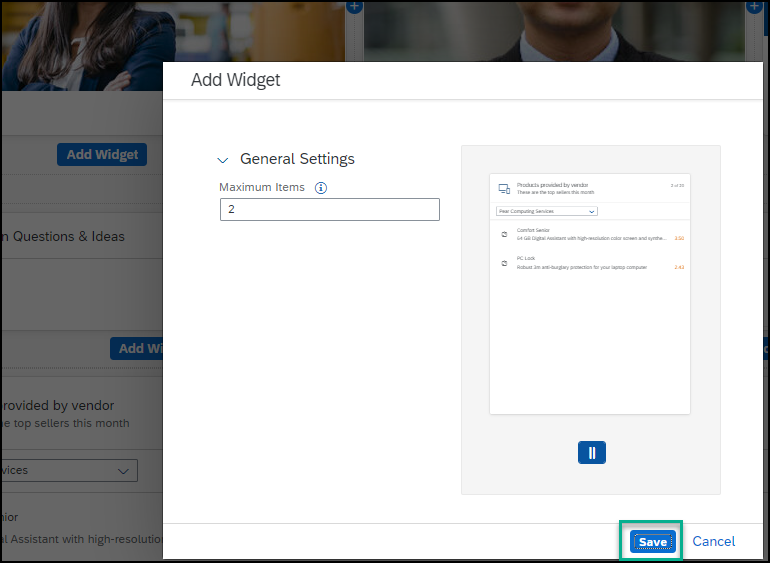 Add Widget
Add Widget
General Settings
Maximum Items
2
Products provided by vendor
2 of 20
These are the top sellers this month
Pear Computing Services
Comfort Senior
64 GB Digital Assistant with high-resolution color screen and synthe...
3.52
PC Lock
Robust 3m anti-burglary protection for your laptop computer
2.42
n Questions & Ideas
Add Wi
rovided by vendor
e top sellers this month
vices
nior
al Assistant with high-resolution
Save
Cancel